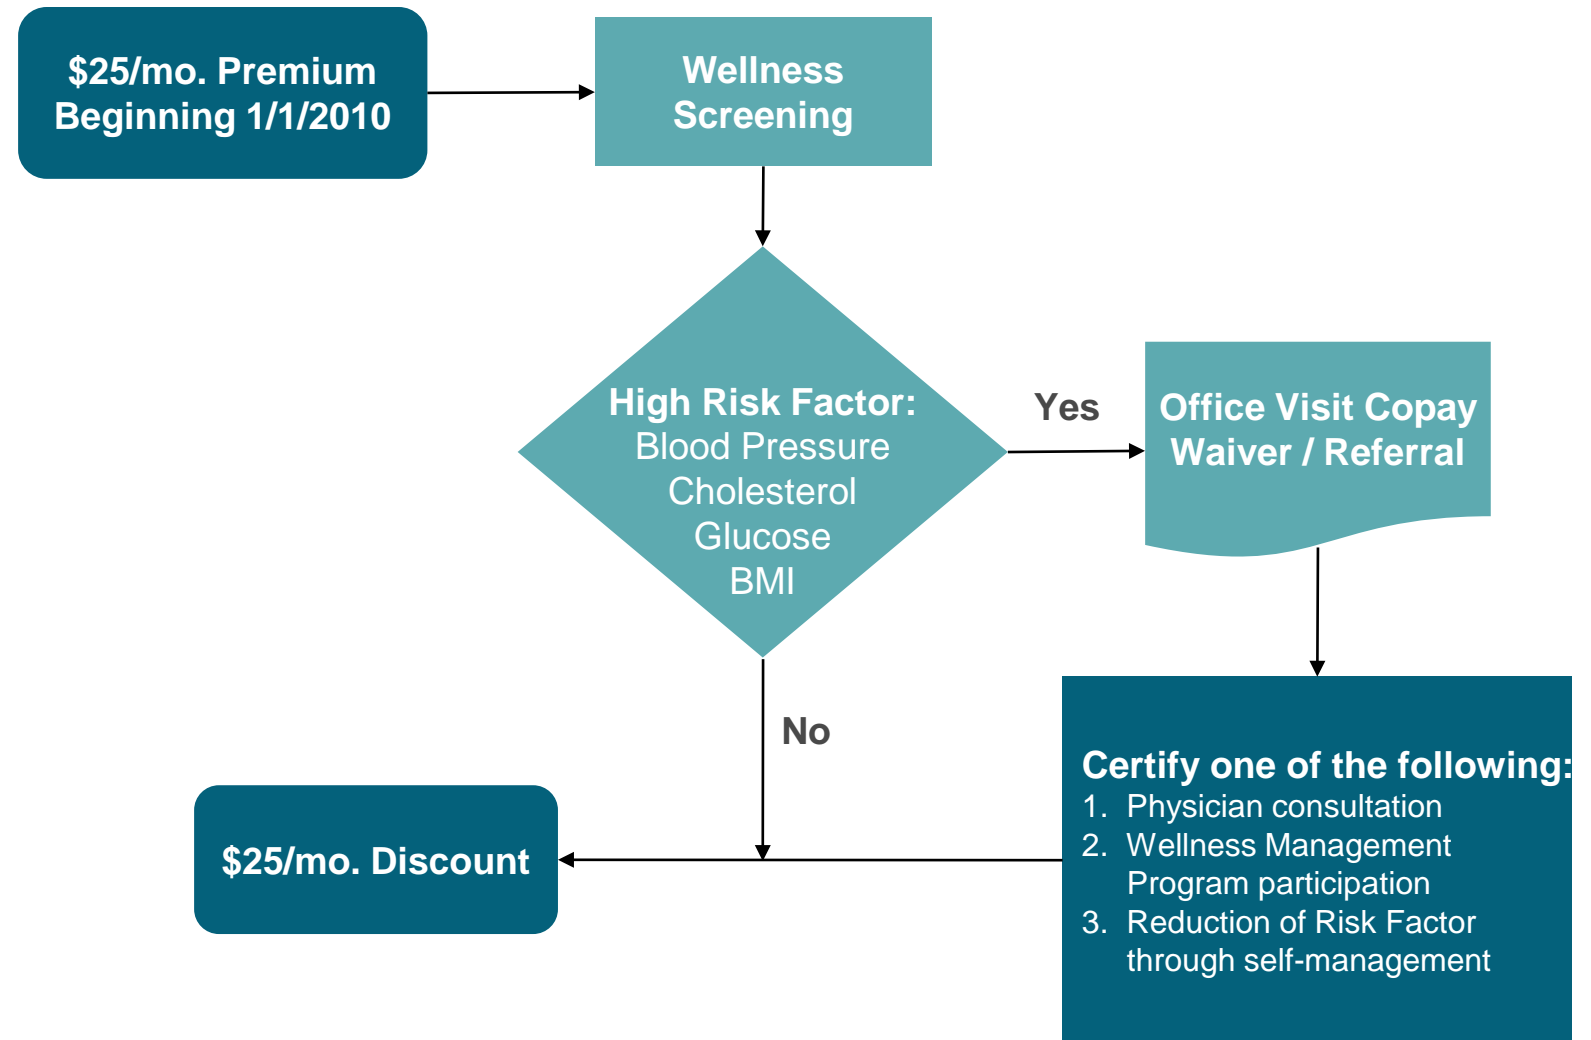 $25/mo. Premium
Beginning 1/1/2010
Wellness
Screening
High Risk Factor:
Blood Pressure
Cholesterol
Glucose
BMI
Yes
Office Visit Copay
Waiver / Referral
No
Certify one of the following:
1. Physician consultation
2. Wellness Management
Program participation
3. Reduction of Risk Factor
through self-management
$25/mo. Discount